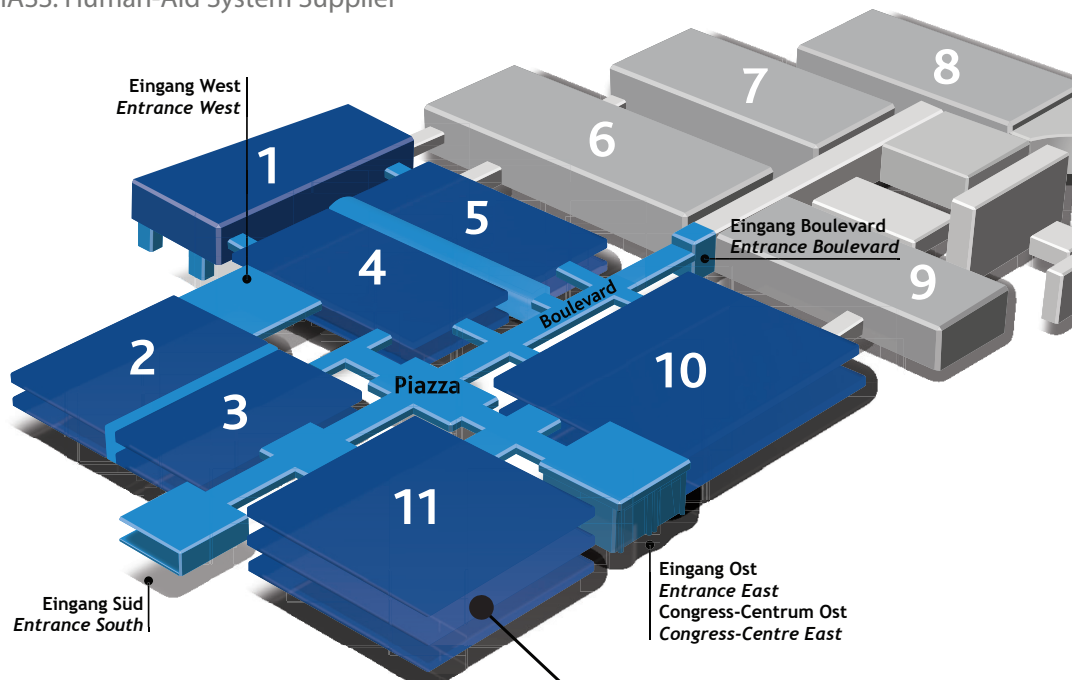 HASS: Human-Aid System Supplier
8
7
Eingang West
Entrance West
6
1
5
Eingang Boulevard
Entrance Boulevard
4
9
Boulevard
2
10
Piazza
3
11
Eingang Ost
Entrance East
Congress-Centrum Ost
Congress-Centre East
Eingang Süd
Entrance South